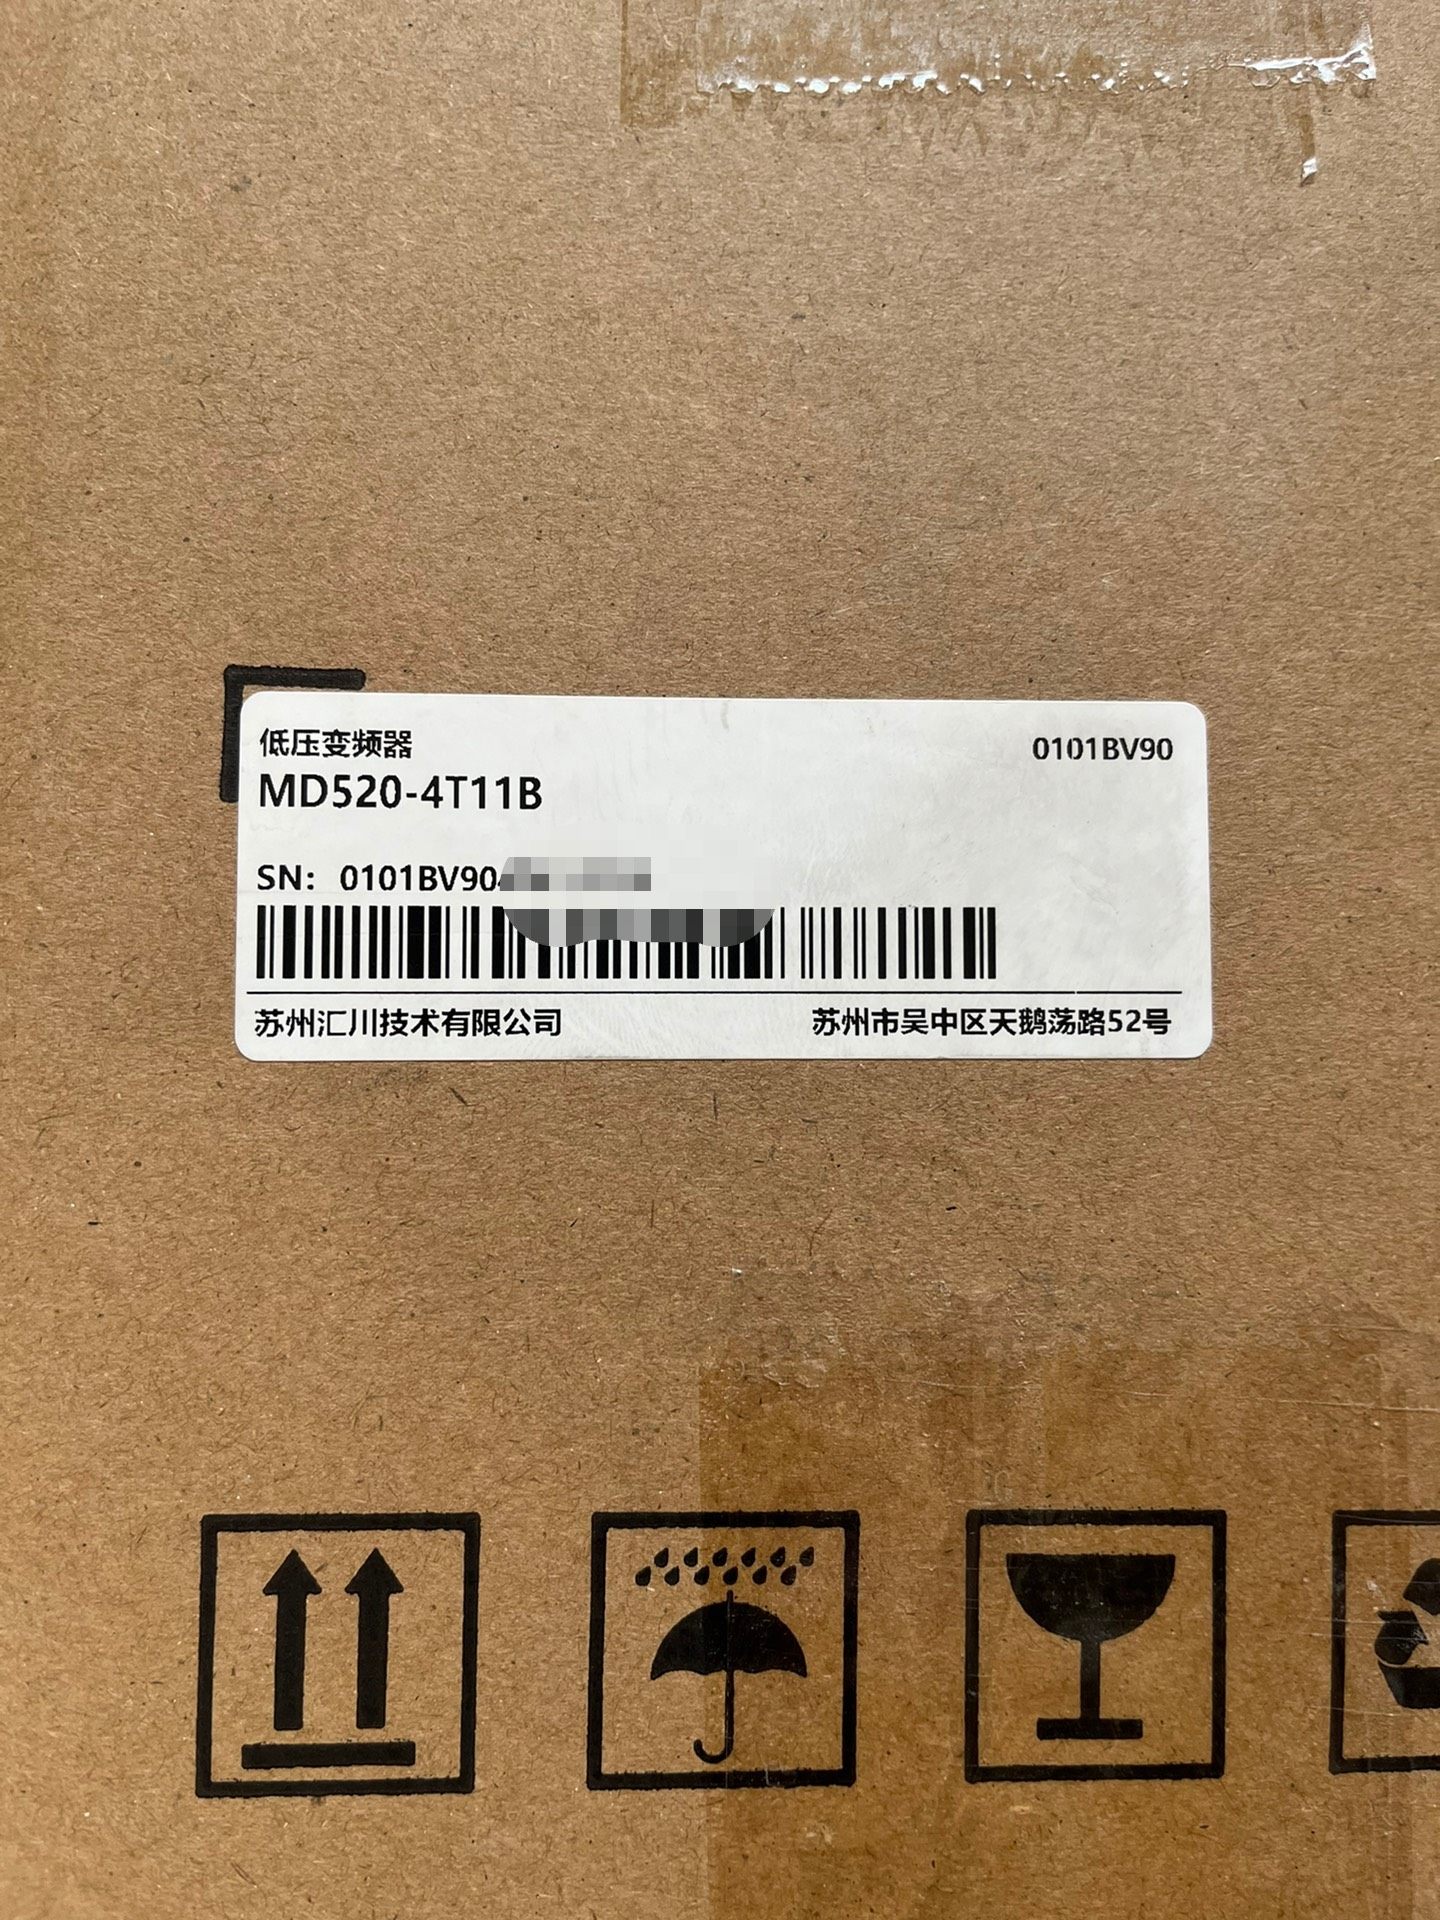 低压变频器
0101BV90
MD520-4T11B
SN: 0101BV90
苏州汇川技术有限公司
苏州市吴中区天鹅荡路52号